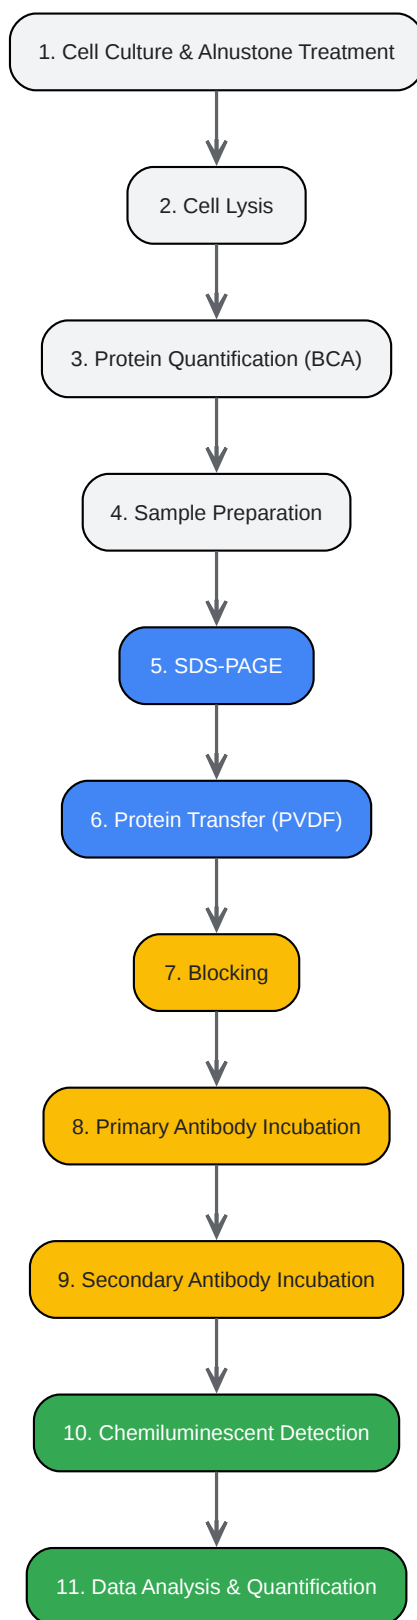 1. Cell Culture & Alnustone Treatment
2. Cell Lysis
3. Protein Quantification (BCA)
4. Sample Preparation
5. SDS-PAGE
6. Protein Transfer (PVDF)
7. Blocking
8. Primary Antibody Incubation
9. Secondary Antibody Incubation
10. Chemiluminescent Detection
11. Data Analysis & Quantification